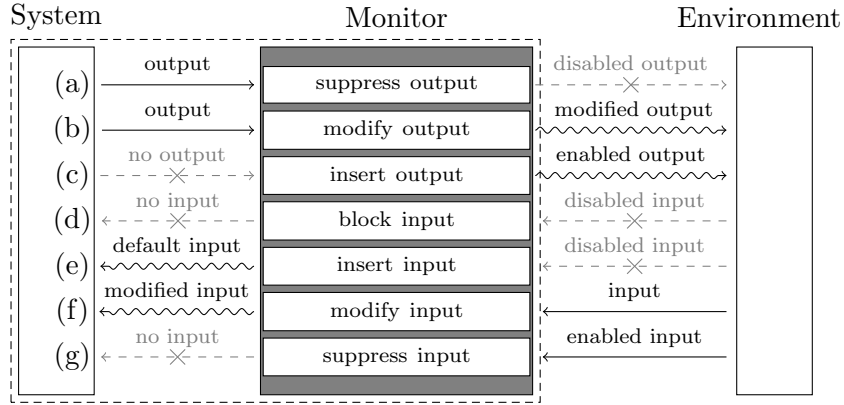 System Monitor Environment
(a) output suppress output disabled output
(b) output modify output modified output
(c) no output insert output enabled output
(d) no input block input disabled input
(e) default input insert input disabled input
(f) modified input modify input input
(g) no input suppress input enabled input